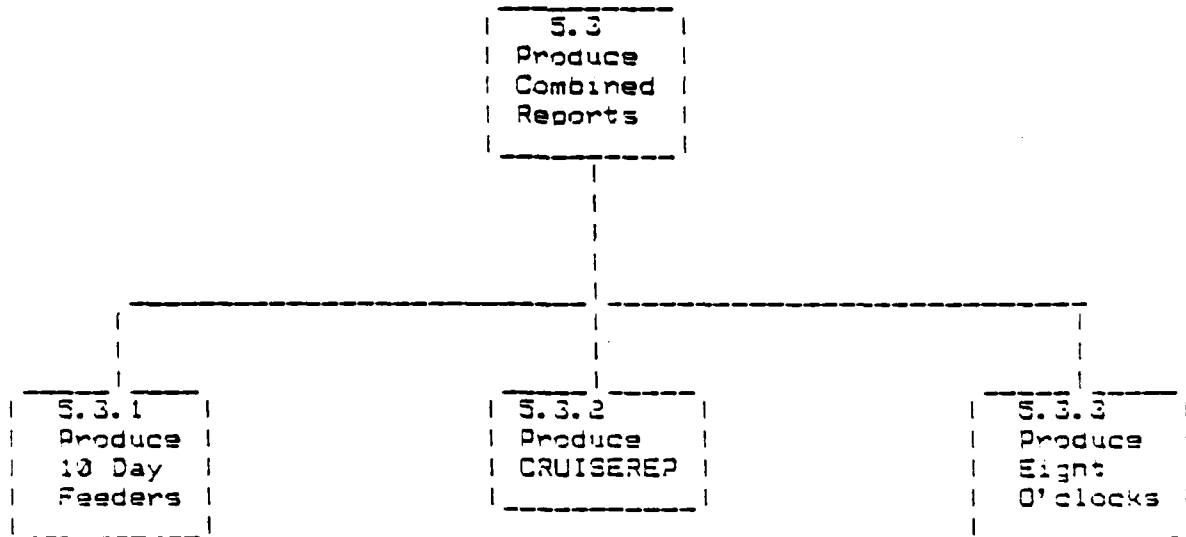 5.3
Produce
Combined
Reports
5.3.1
Produce
10 Day
Feeders
5.3.2
Produce
CRUISEREP
5.3.3
Produce
Eight
O'clocks